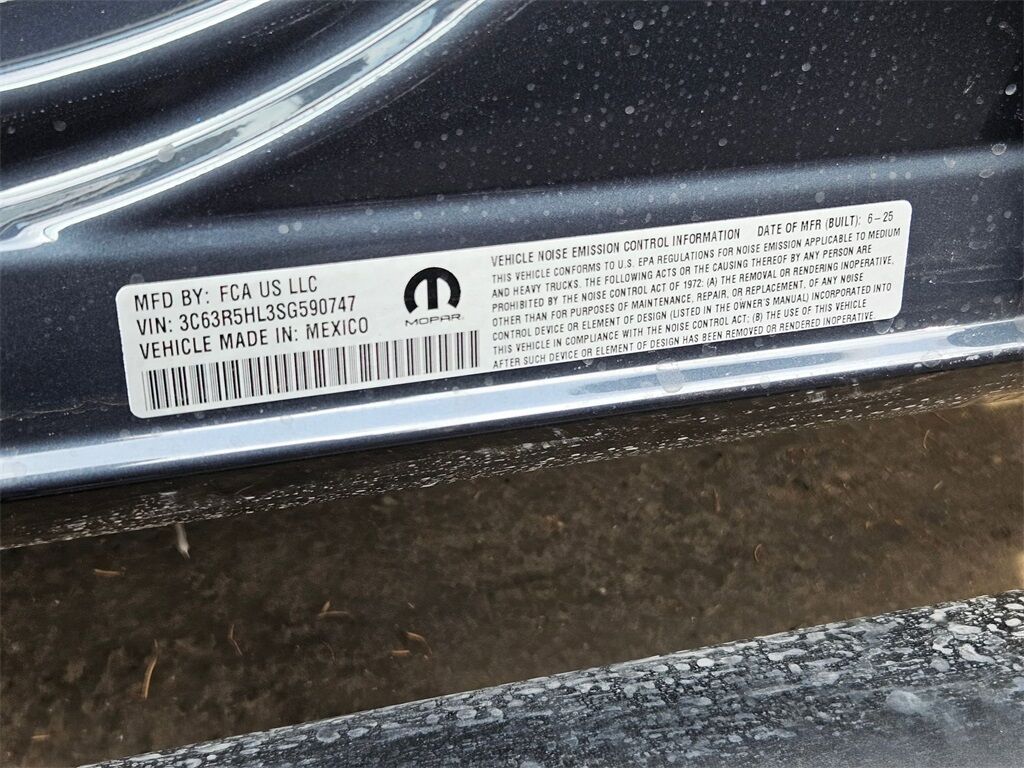 MFD BY: FCA US LLC
VIN: 3C63R5HL3SG590747
VEHICLE MADE IN: MEXICO
MOPAR
VEHICLE NOISE EMISSION CONTROL INFORMATION DATE OF MFR (BUILT): 6-25
THIS VEHICLE CONFORMS TO U.S. EPA REGULATIONS FOR NOISE EMISSION APPLICABLE TO MEDIUM
AND HEAVY TRUCKS. THE FOLLOWING ACTS OR THE CAUSING THEREOF BY ANY PERSON ARE
PROHIBITED BY THE NOISE CONTROL ACT OF 1972: (A) THE REMOVAL OR RENDERING INOPERATIVE,
OTHER THAN FOR PURPOSES OF MAINTENANCE, REPAIR, OR REPLACEMENT, OF ANY NOISE
CONTROL DEVICE OR ELEMENT OF DESIGN (LISTED IN THE OWNER'S MANUAL) INCORPORATED INTO
THIS VEHICLE IN COMPLIANCE WITH THE NOISE CONTROL ACT; (B) THE USE OF THIS VEHICLE
AFTER SUCH DEVICE OR ELEMENT OF DESIGN HAS BEEN REMOVED OR RENDERED INOPERATIVE.